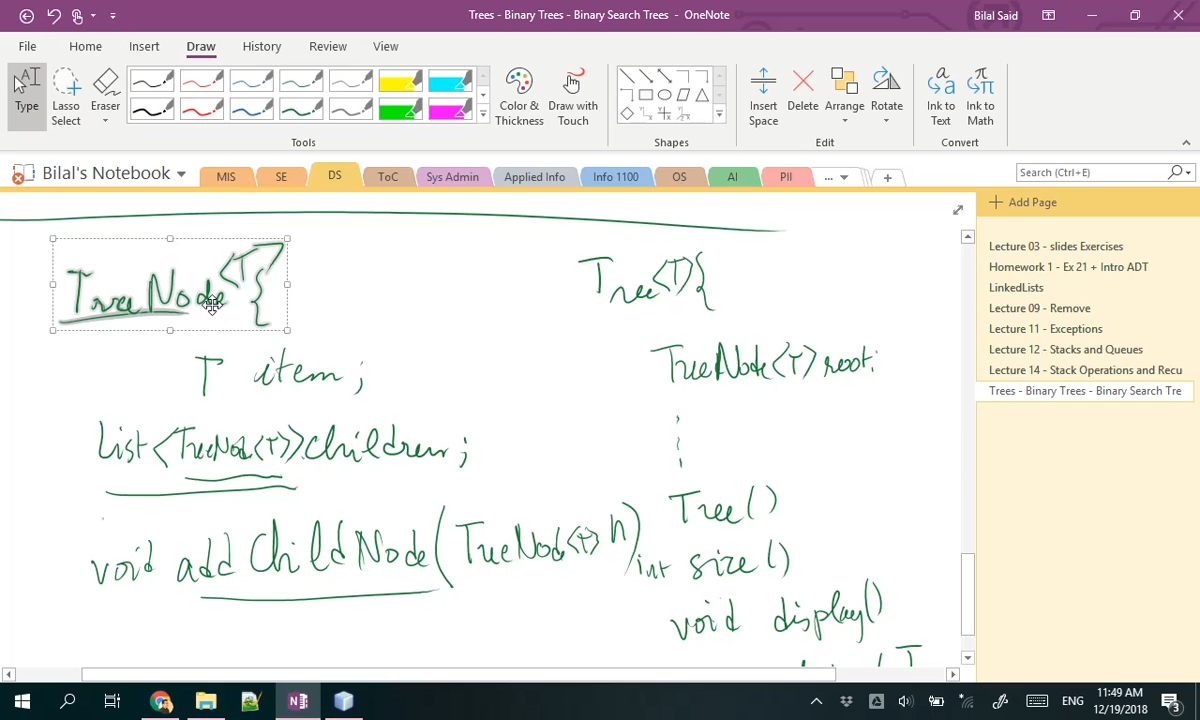 Trees - Binary Trees - Binary Search Trees - OneNote
Bilal Said
File Home Insert Draw History Review View
Type
Lasso Select
Eraser
Color & Thickness
Draw with Touch
Insert Space
Delete
Arrange
Rotate
Ink to Text
Ink to Math
Tools
Shapes
Edit
Convert
Bilal's Notebook
MIS SE DS ToC Sys Admin Applied Info Info 1100 OS AI PII ...
Search (Ctrl+E)
Add Page
Lecture 03 - slides Exercises
Homework 1 - Ex 21 + Intro ADT
LinkedLists
Lecture 09 - Remove
Lecture 11 - Exceptions
Lecture 12 - Stacks and Queues
Lecture 14 - Stack Operations and Recu
Trees - Binary Trees - Binary Search Tre
TreeNode<T>{
T item;
List<TreeNode<T>> children;
void addChildNode(TreeNode<T> n)
Tree<T>{
TreeNode<T> root;
Tree()
int size()
void display()
ENG
11:49 AM
12/19/2018
3